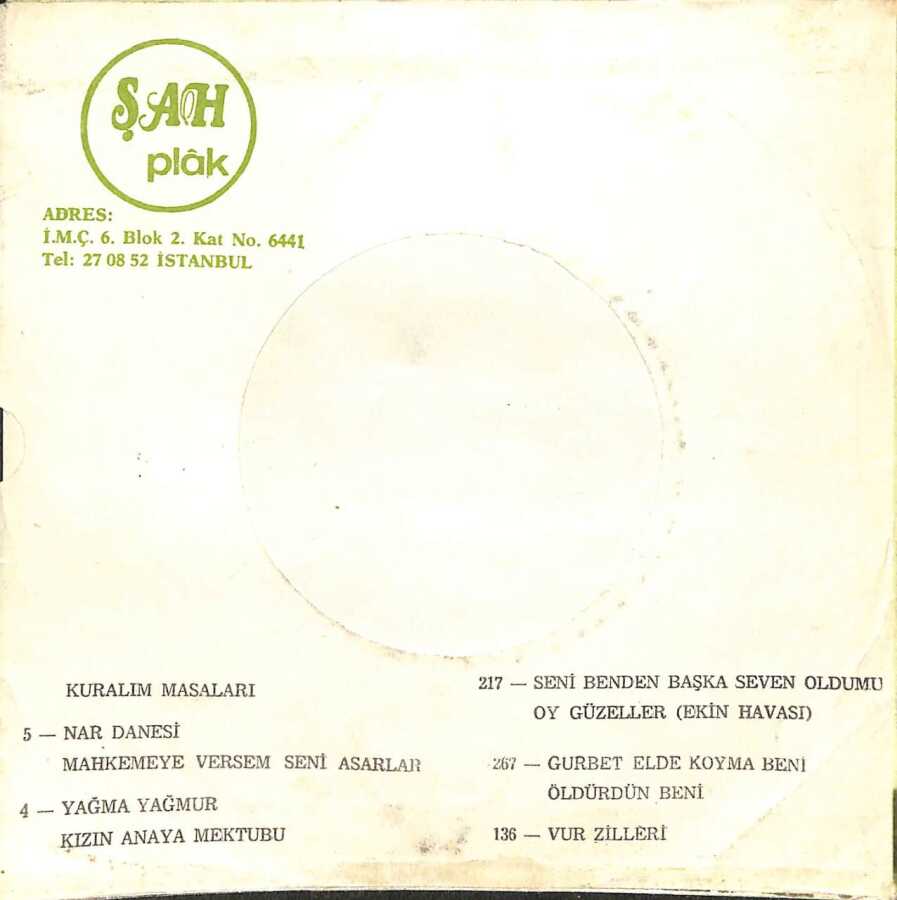 ŞAH
plâk
ADRES:
İ.M.Ç. 6. Blok 2. Kat No. 6441
Tel: 27 08 52 İSTANBUL
KURALIM MASALARI
5 — NAR DANESİ
MAHKEMEYE VERSEM SENİ ASARLAR
4 — YAĞMA YAĞMUR
KIZIN ANAYA MEKTUBU
217 — SENİ BENDEN BAŞKA SEVEN OLDUMU
OY GÜZELLER (EKİN HAVASI)
267 — GURBET ELDE KOYMA BENİ
ÖLDÜRDÜN BENİ
136 — VUR ZİLLERİ